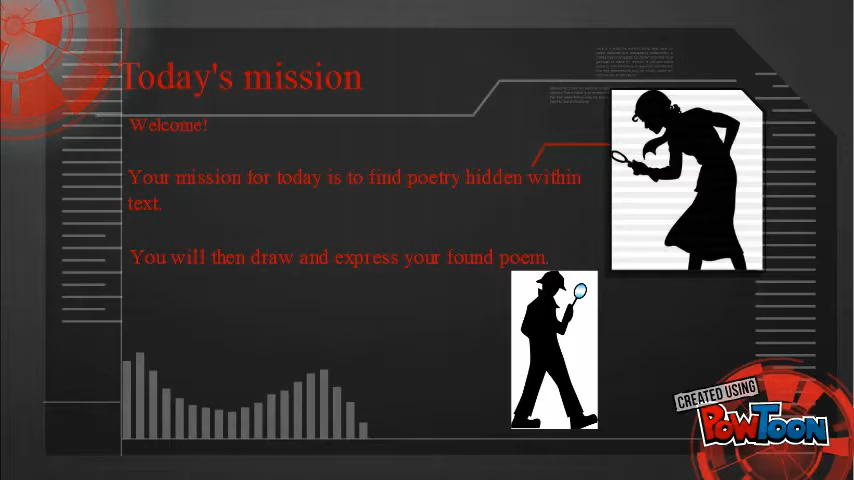 Today's mission
Welcome!
Your mission for today is to find poetry hidden within
text.
You will then draw and express your found poem.
CREATED USING
POWTOON